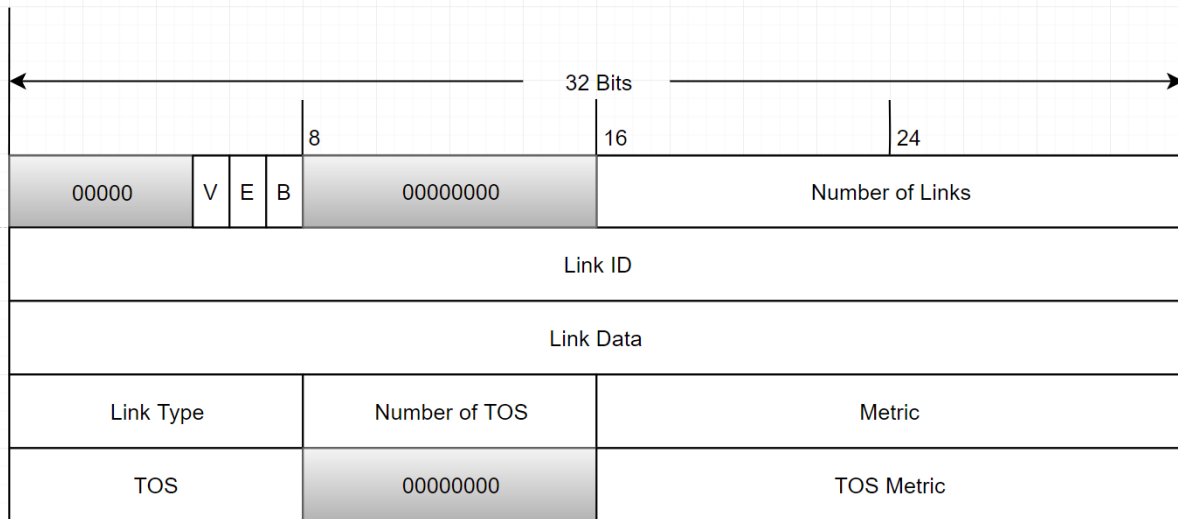 32 Bits
8 16 24
00000 V E B 00000000 Number of Links
Link ID
Link Data
Link Type Number of TOS Metric
TOS 00000000 TOS Metric